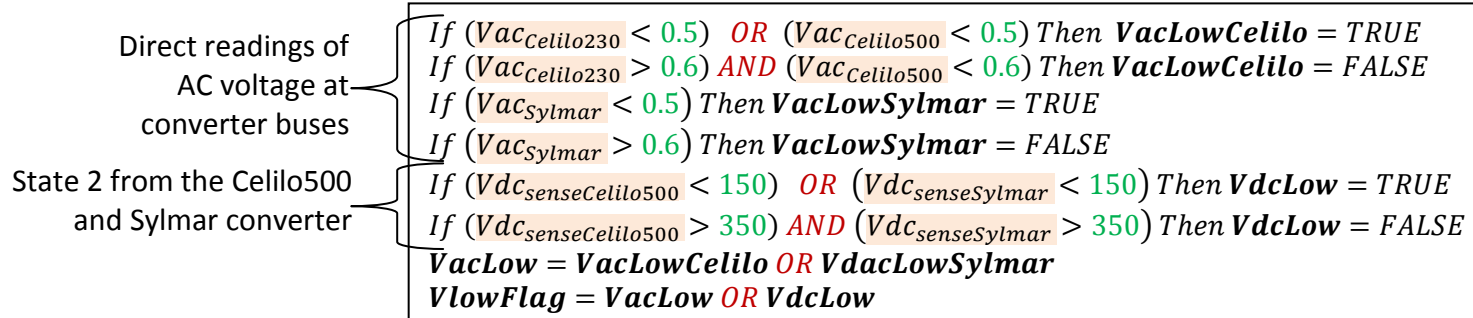 Direct readings of
AC voltage at
converter buses
State 2 from the Celilo500
and Sylmar converter
If (Vac_Celilo230 < 0.5) OR (Vac_Celilo500 < 0.5) Then VacLowCelilo = TRUE
If (Vac_Celilo230 > 0.6) AND (Vac_Celilo500 < 0.6) Then VacLowCelilo = FALSE
If (Vac_Sylmar < 0.5) Then VacLowSylmar = TRUE
If (Vac_Sylmar > 0.6) Then VacLowSylmar = FALSE
If (Vdc_senseCelilo500 < 150) OR (Vdc_senseSylmar < 150) Then VdcLow = TRUE
If (Vdc_senseCelilo500 > 350) AND (Vdc_senseSylmar > 350) Then VdcLow = FALSE
VacLow = VacLowCelilo OR VdacLowSylmar
VlowFlag = VacLow OR VdcLow